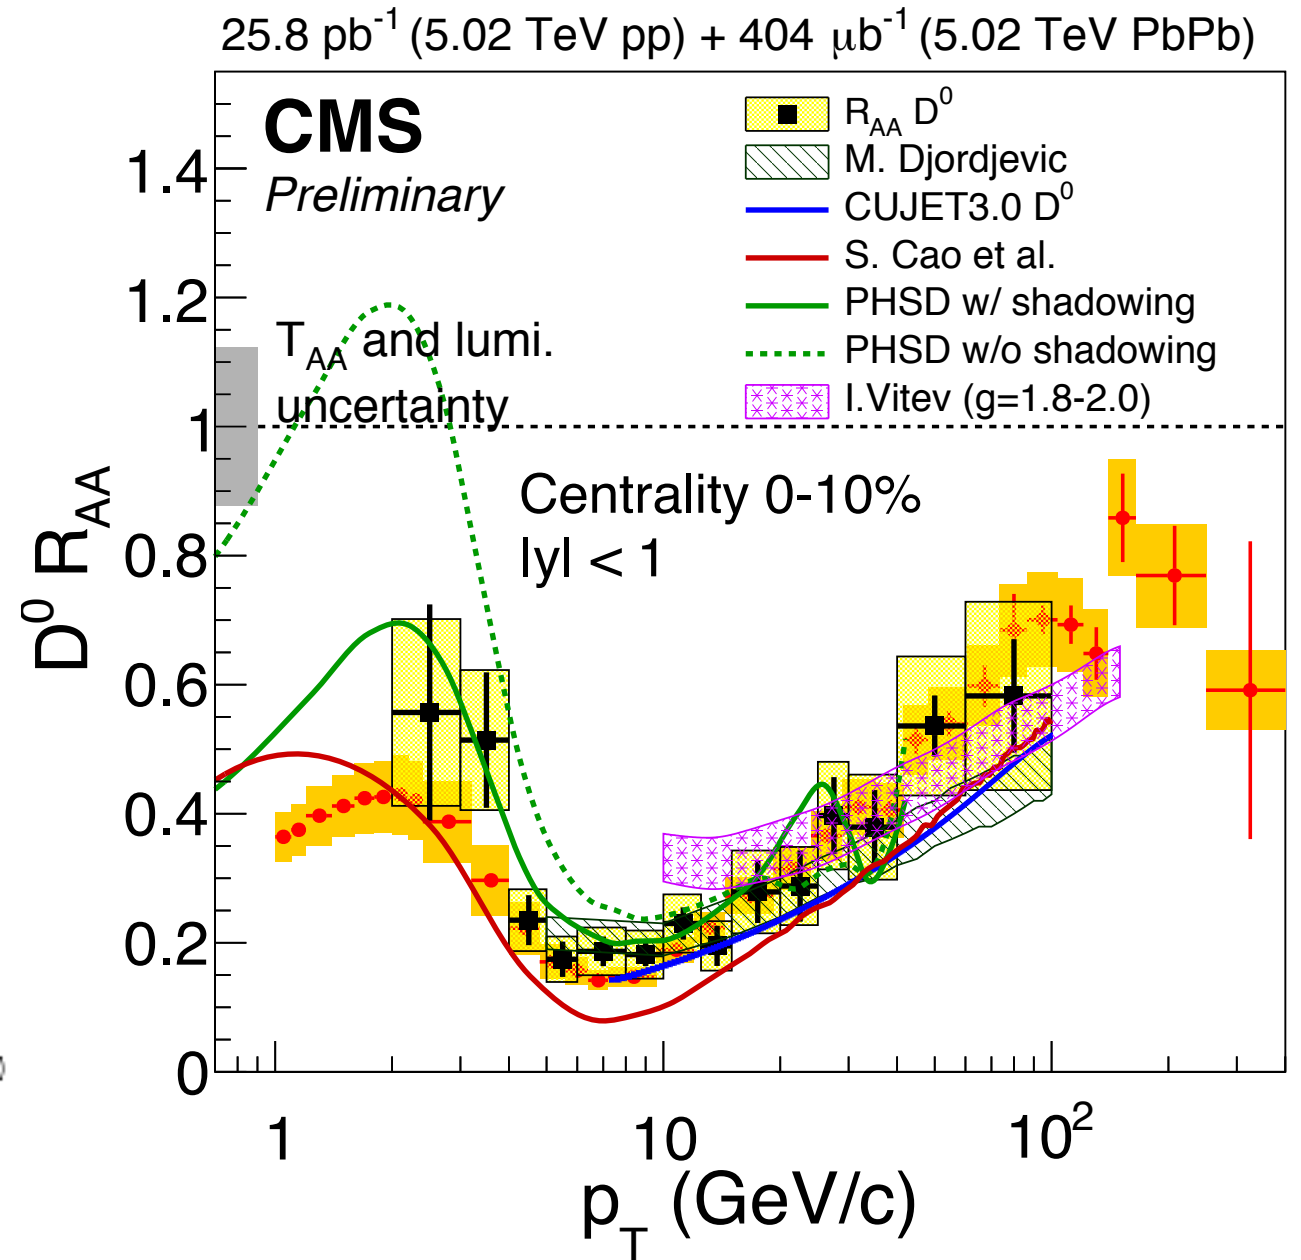 25.8 pb⁻¹ (5.02 TeV pp) + 404 μb⁻¹ (5.02 TeV PbPb)
CMS
Preliminary
R_AA D⁰
M. Djordjevic
CUJET3.0 D⁰
S. Cao et al.
PHSD w/ shadowing
PHSD w/o shadowing
I.Vitev (g=1.8-2.0)
T_AA and lumi.
uncertainty
Centrality 0-10%
|y| < 1
D⁰ R_AA
1.4
1.2
1
0.8
0.6
0.4
0.2
0
1
10
10²
p_T (GeV/c)